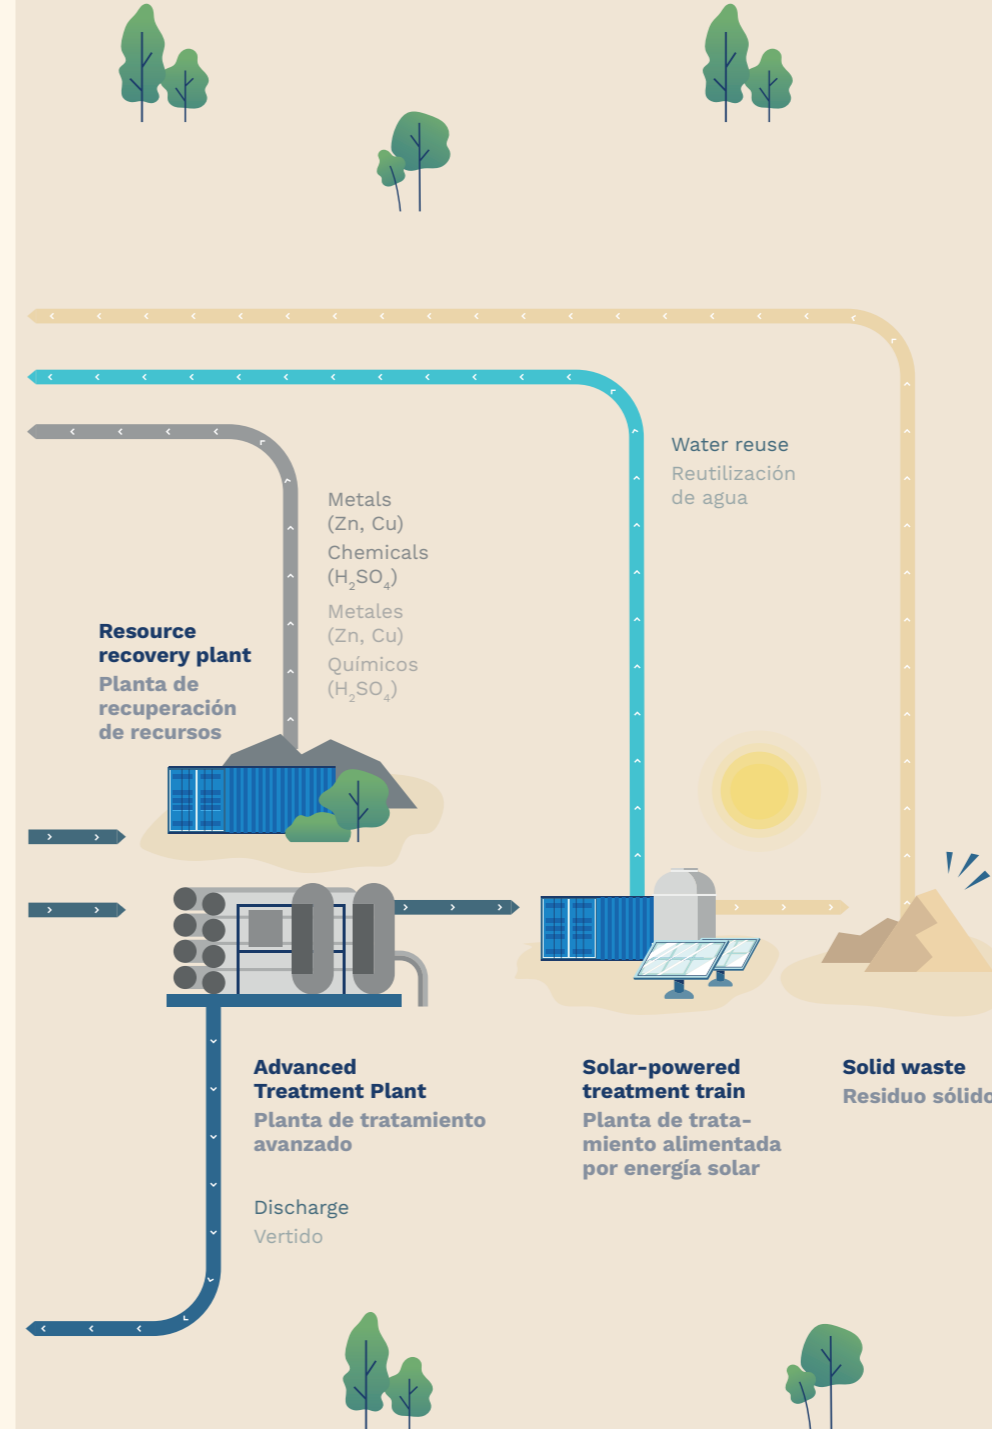 Water reuse
Reutilización
de agua
Metals
(Zn, Cu)
Chemicals
(H₂SO₄)
Metales
(Zn, Cu)
Químicos
(H₂SO₄)
Resource
recovery plant
Planta de
recuperación
de recursos
Advanced
Treatment Plant
Planta de tratamiento
avanzado
Discharge
Vertido
Solar-powered
treatment train
Planta de trata-
miento alimentada
por energía solar
Solid waste
Residuo sólido